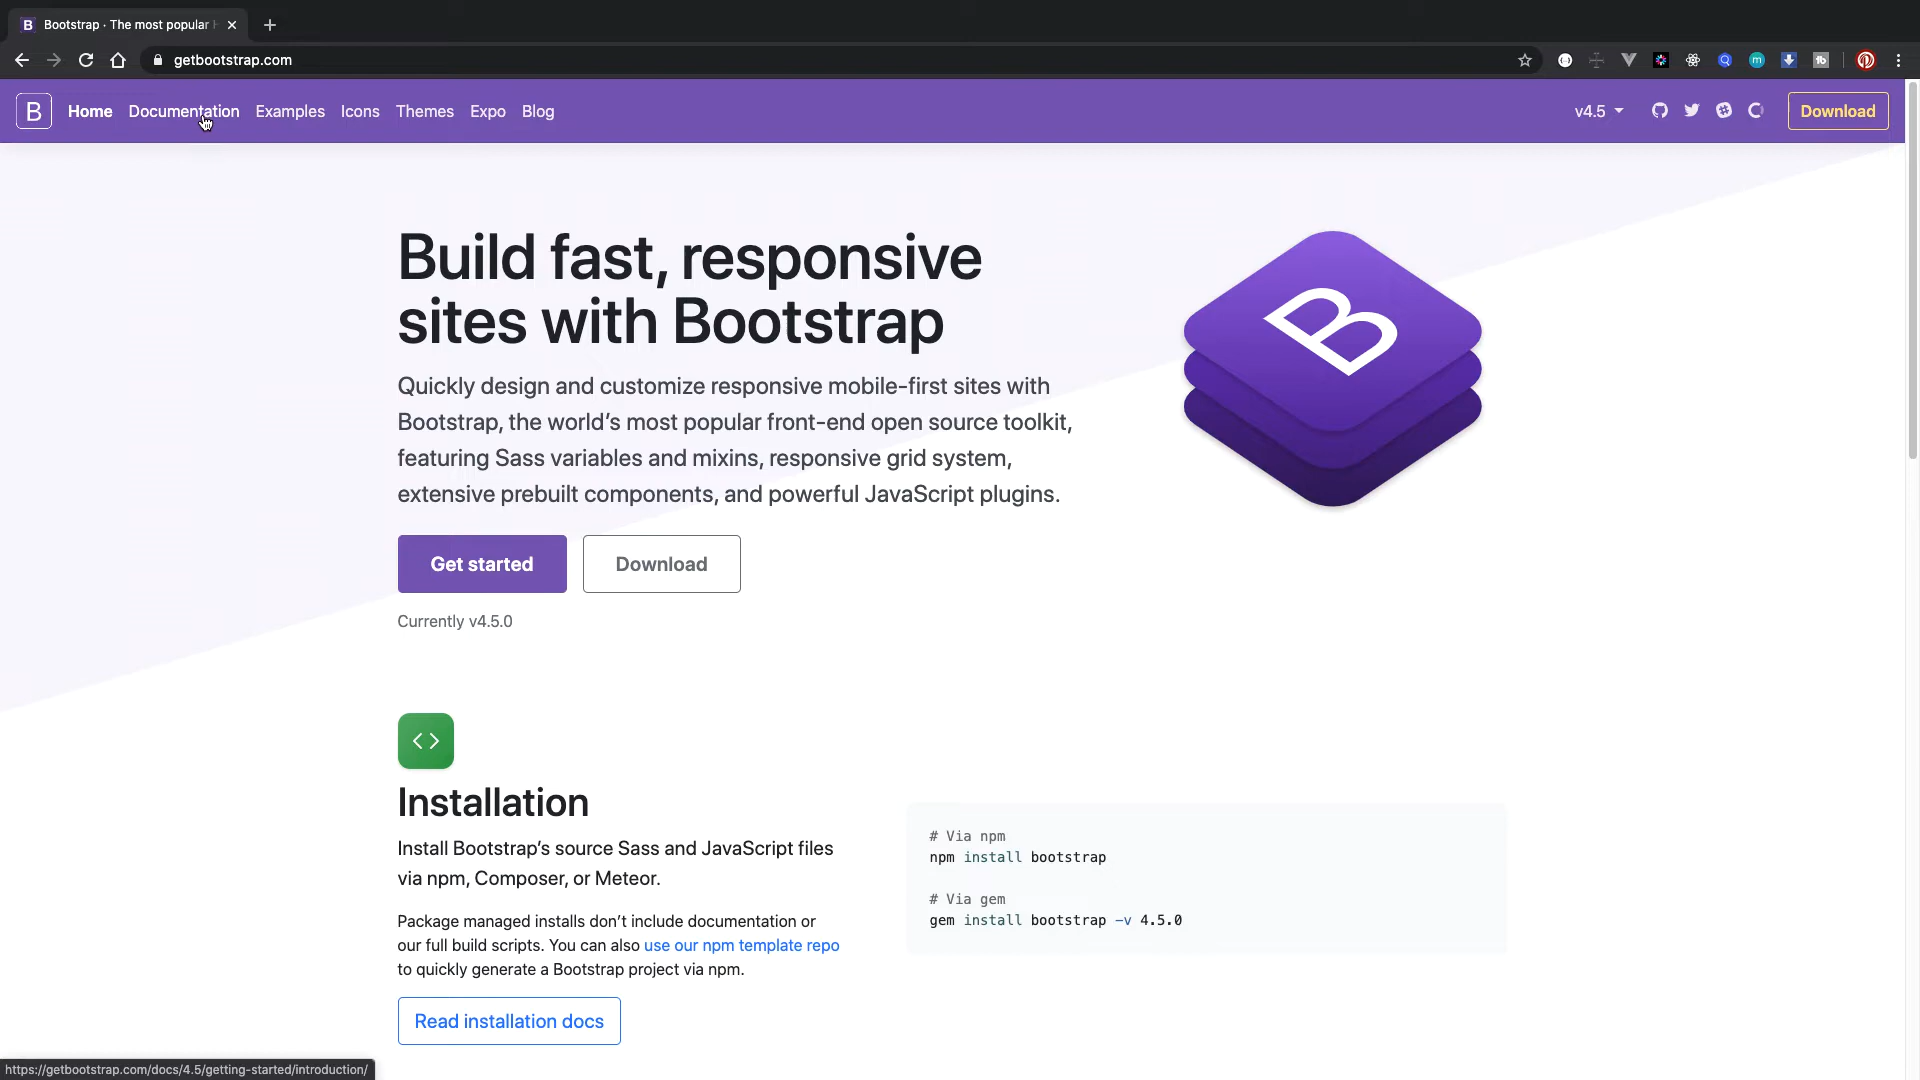 B Bootstrap · The most popular
getbootstrap.com
B Home Documentation Examples Icons Themes Expo Blog v4.5 Download
Build fast, responsive
sites with Bootstrap
B
Quickly design and customize responsive mobile-first sites with
Bootstrap, the world’s most popular front-end open source toolkit,
featuring Sass variables and mixins, responsive grid system,
extensive prebuilt components, and powerful JavaScript plugins.
Get started Download
Currently v4.5.0
Installation
Install Bootstrap’s source Sass and JavaScript files
via npm, Composer, or Meteor.
Package managed installs don’t include documentation or
our full build scripts. You can also use our npm template repo
to quickly generate a Bootstrap project via npm.
Read installation docs
# Via npm
npm install bootstrap
# Via gem
gem install bootstrap -v 4.5.0
https://getbootstrap.com/docs/4.5/getting-started/introduction/